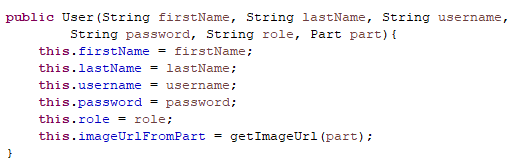 public User(String firstName, String lastName, String username,
String password, String role, Part part){
this.firstName = firstName;
this.lastName = lastName;
this.username = username;
this.password = password;
this.role = role;
this.imageUrlFromPart = getImageUrl(part);
}